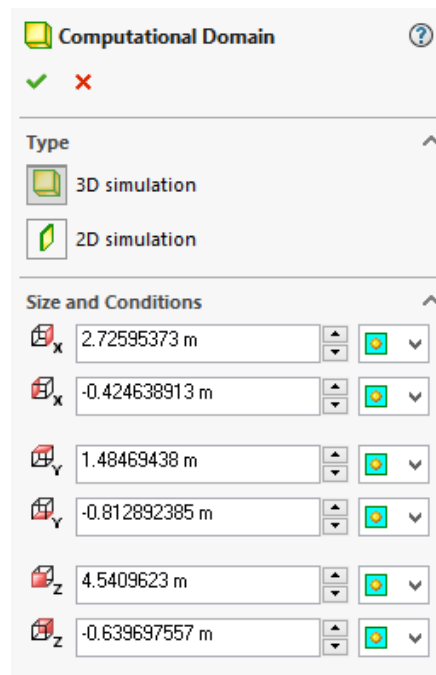 Computational Domain
Type
3D simulation
2D simulation
Size and Conditions
X 2.72595373 m
X -0.424638913 m
Y 1.48469438 m
Y -0.812892385 m
Z 4.5409623 m
Z -0.639697557 m